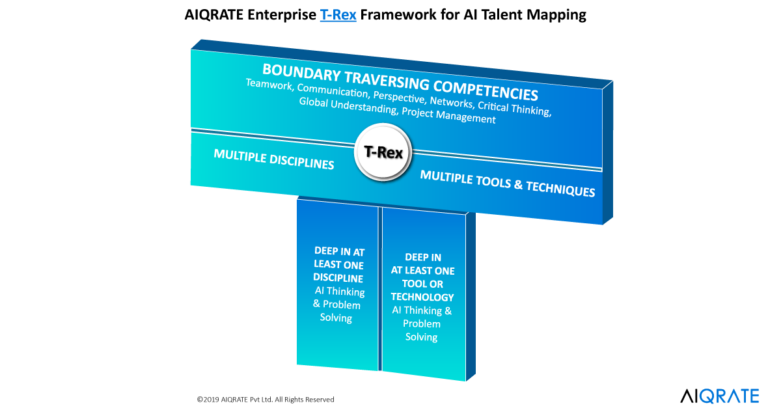 AIQRATE Enterprise T-Rex Framework for AI Talent Mapping
BOUNDARY TRAVERSING COMPETENCIES
Teamwork, Communication, Perspective, Networks, Critical Thinking,
Global Understanding, Project Management
T-Rex
MULTIPLE DISCIPLINES
MULTIPLE TOOLS & TECHNIQUES
DEEP IN AT
LEAST ONE
DISCIPLINE
AI Thinking
& Problem
Solving
DEEP IN
AT LEAST ONE
TOOL OR
TECHNOLOGY
AI Thinking &
Problem
Solving
©2019 AIQRATE Pvt Ltd. All Rights Reserved
AIQRATE